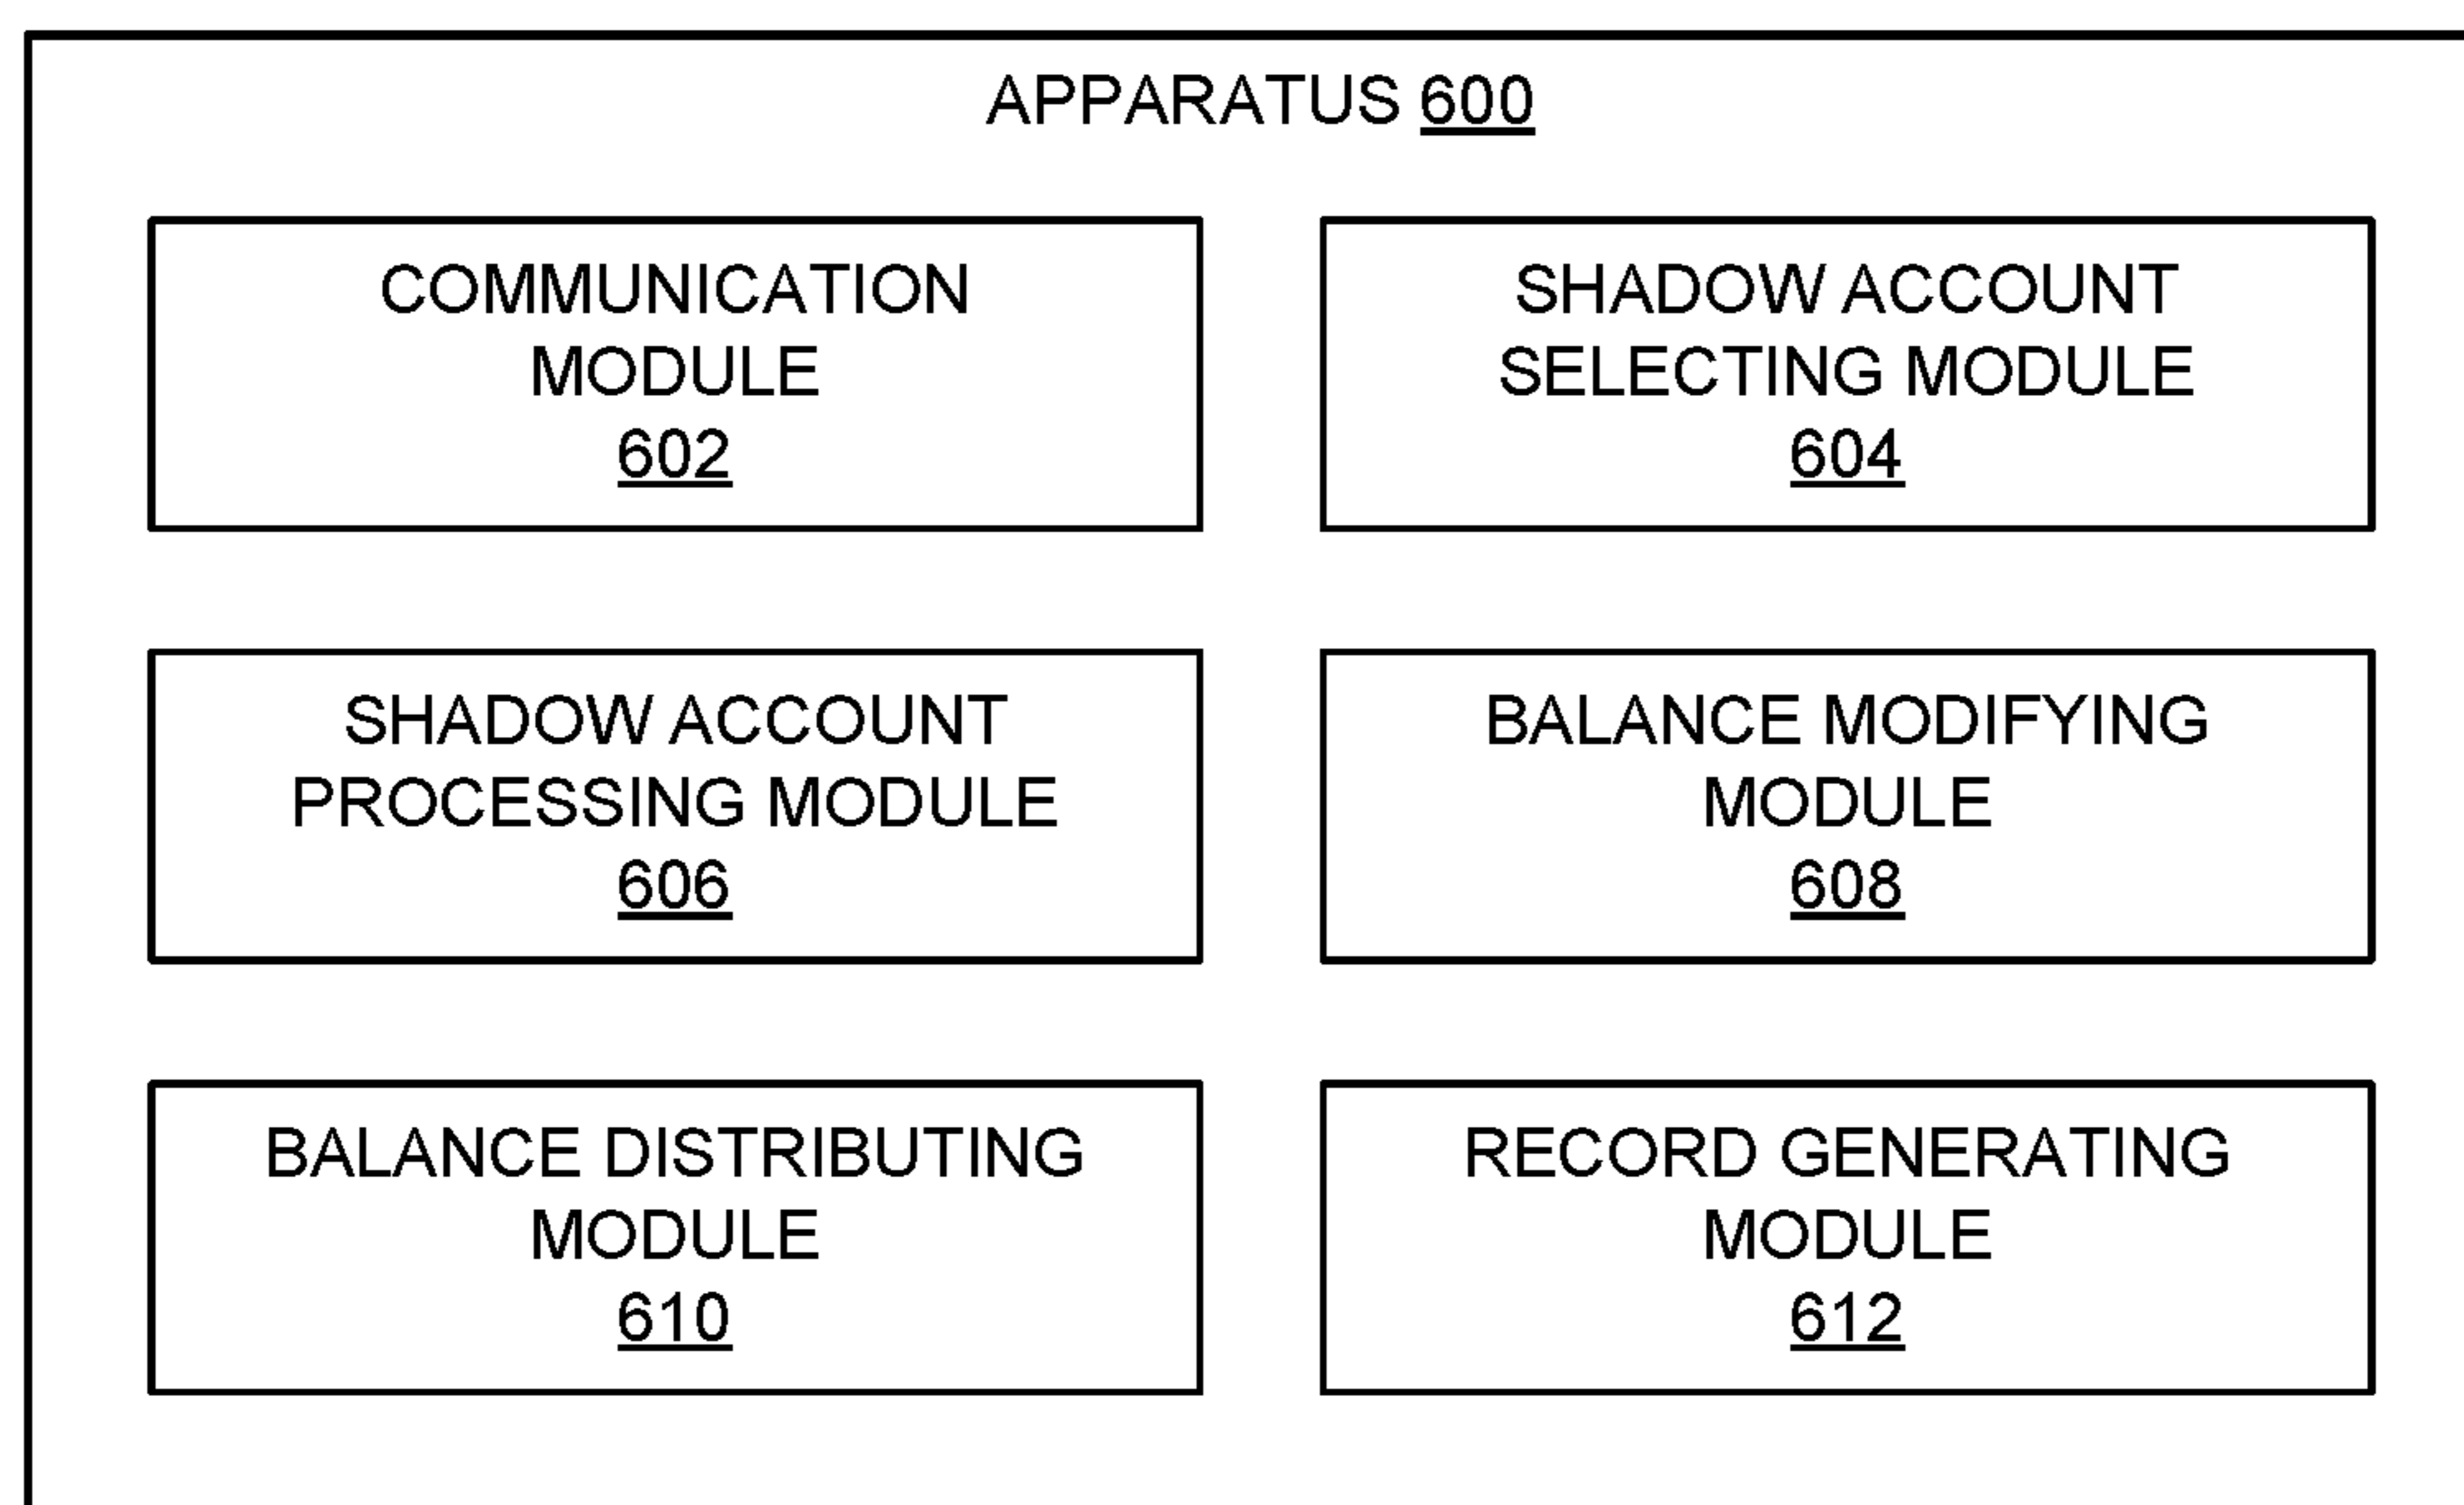 APPARATUS 600
COMMUNICATION
MODULE
602
SHADOW ACCOUNT
SELECTING MODULE
604
SHADOW ACCOUNT
PROCESSING MODULE
606
BALANCE MODIFYING
MODULE
608
BALANCE DISTRIBUTING
MODULE
610
RECORD GENERATING
MODULE
612